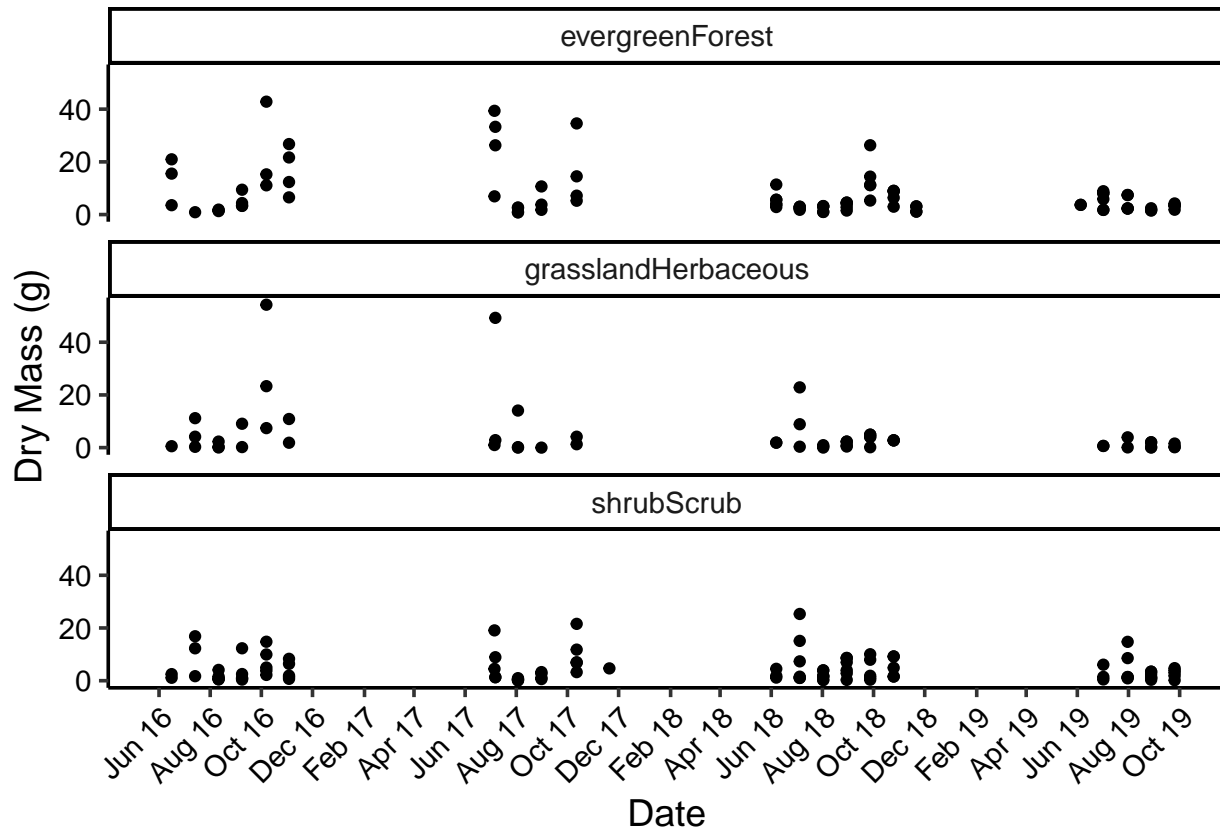 evergreenForest
40
20
0
grasslandHerbaceous
40
20
0
shrubScrub
40
20
0
Dry Mass (g)
Jun 16 Aug 16 Oct 16 Dec 16 Feb 17 Apr 17 Jun 17 Aug 17 Oct 17 Dec 17 Feb 18 Apr 18 Jun 18 Aug 18 Oct 18 Dec 18 Feb 19 Apr 19 Jun 19 Aug 19 Oct 19
Date